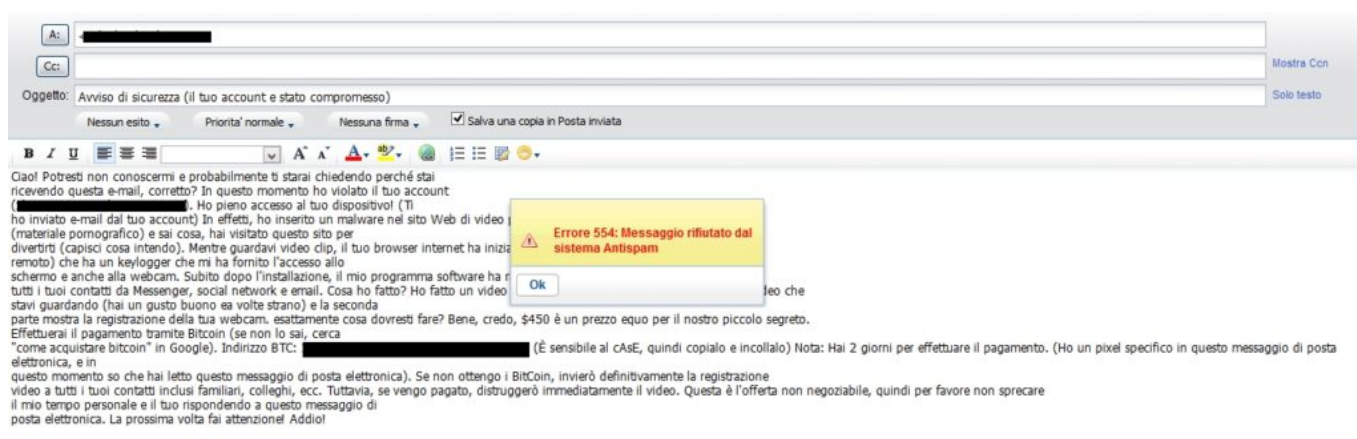 A:
Cc:
Mostra Ccn
Oggetto: Avviso di sicurezza (il tuo account e stato compromesso)
Solo testo
Nessun esito Priorita' normale Nessuna firma Salva una copia in Posta inviata
B I U A A A ab
Ciao! Potresti non conoscermi e probabilmente ti starai chiedendo perché stai
ricevendo questa e-mail, corretto? In questo momento ho violato il tuo account
( ). Ho pieno accesso al tuo dispositivo! (Ti
ho inviato e-mail dal tuo account) In effetti, ho inserito un malware nel sito Web di video
(materiale pornografico) e sai cosa, hai visitato questo sito per
divertirti (capisci cosa intendo). Mentre guardavi video clip, il tuo browser internet ha
remoto) che ha un keylogger che mi ha fornito l'accesso allo
schermo e anche alla webcam. Subito dopo l'installazione, il mio programma software ha
tutti i tuoi contatti da Messenger, social network e email. Cosa ho fatto? Ho fatto un video che
stavi guardando (hai un gusto buono ea volte strano) e la seconda
parte mostra la registrazione della tua webcam. esattamente cosa dovresti fare? Bene, credo, $450 è un prezzo equo per il nostro piccolo segreto.
Effettuerai il pagamento tramite Bitcoin (se non lo sai, cerca
"come acquistare bitcoin" in Google). Indirizzo BTC: (È sensibile al cAsE, quindi copialo e incollalo) Nota: Hai 2 giorni per effettuare il pagamento. (Ho un pixel specifico in questo messaggio di posta
elettronica, e in
questo momento so che hai letto questo messaggio di posta elettronica). Se non ottengo i BitCoin, invierò definitivamente la registrazione
video a tutti i tuoi contatti inclusi familiari, colleghi, ecc. Tuttavia, se vengo pagato, distruggerò immediatamente il video. Questa è l'offerta non negoziabile, quindi per favore non sprecare
il mio tempo personale e il tuo rispondendo a questo messaggio di
posta elettronica. La prossima volta fai attenzione! Addio!
Errore 554: Messaggio rifiutato dal
sistema Antispam
Ok